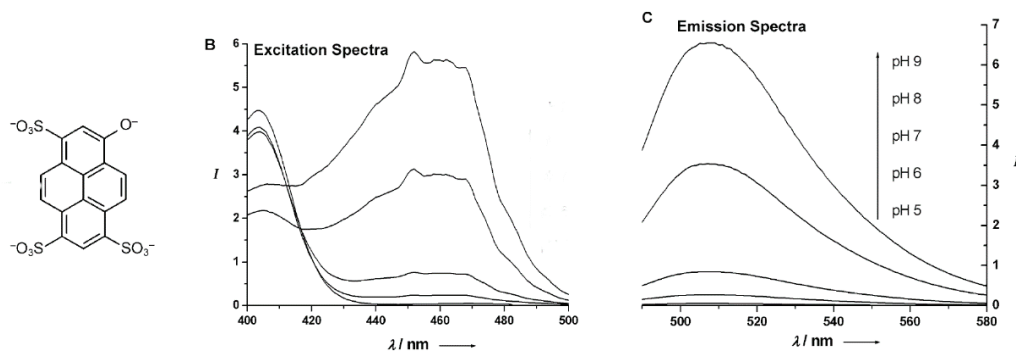 ⁻O₃S
O⁻
⁻O₃S
SO₃⁻
B
Excitation Spectra
6
5
4
3
2
1
0
I
400
420
440
460
480
500
λ / nm
C
Emission Spectra
7
6
5
4
3
2
1
0
I
pH 9
pH 8
pH 7
pH 6
pH 5
500
520
540
560
580
λ / nm